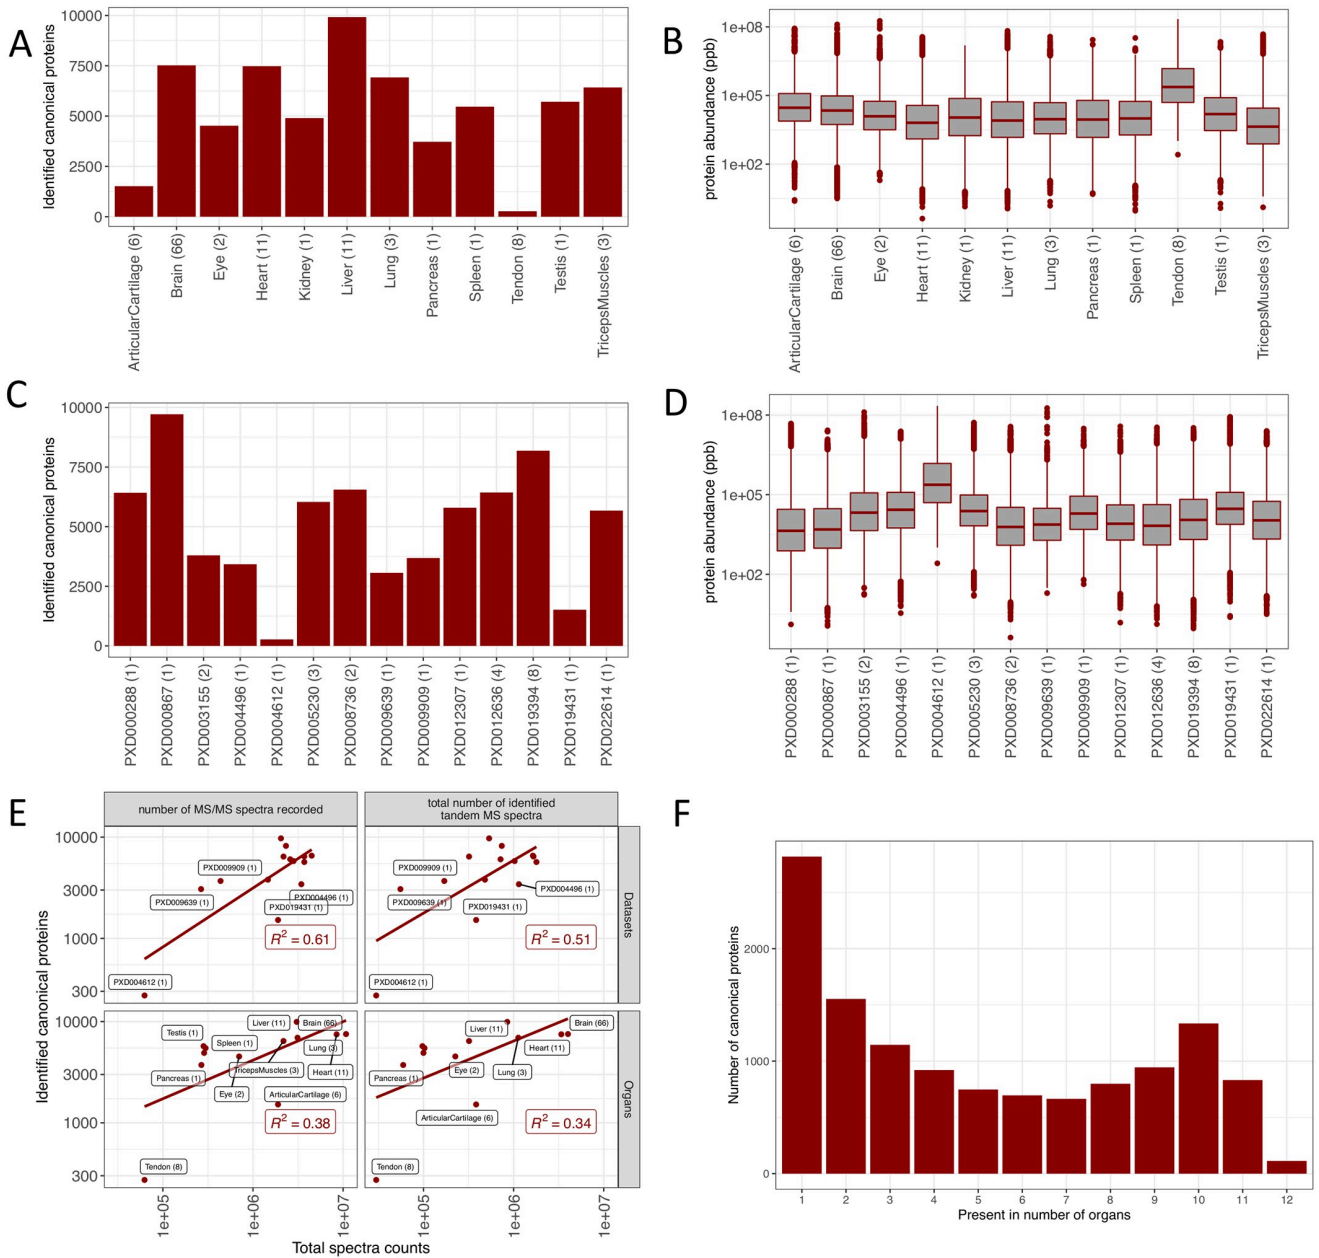 A
Identified canonical proteins
10000
7500
5000
2500
0
ArticularCartilage (6)
Brain (66)
Eye (2)
Heart (11)
Kidney (1)
Liver (11)
Lung (3)
Pancreas (1)
Spleen (1)
Tendon (8)
Testis (1)
TricepsMuscles (3)
B
protein abundance (ppb)
1e+08
1e+05
1e+02
ArticularCartilage (6)
Brain (66)
Eye (2)
Heart (11)
Kidney (1)
Liver (11)
Lung (3)
Pancreas (1)
Spleen (1)
Tendon (8)
Testis (1)
TricepsMuscles (3)
C
Identified canonical proteins
10000
7500
5000
2500
0
PXD000288 (1)
PXD000867 (1)
PXD003155 (2)
PXD004496 (1)
PXD004612 (1)
PXD005230 (3)
PXD008736 (2)
PXD009639 (1)
PXD009909 (1)
PXD012307 (1)
PXD012636 (4)
PXD019394 (8)
PXD019431 (1)
PXD022614 (1)
D
protein abundance (ppb)
1e+08
1e+05
1e+02
PXD000288 (1)
PXD000867 (1)
PXD003155 (2)
PXD004496 (1)
PXD004612 (1)
PXD005230 (3)
PXD008736 (2)
PXD009639 (1)
PXD009909 (1)
PXD012307 (1)
PXD012636 (4)
PXD019394 (8)
PXD019431 (1)
PXD022614 (1)
E
number of MS/MS spectra recorded
total number of identified
tandem MS spectra
Identified canonical proteins
10000
3000
1000
300
PXD009909 (1)
PXD009639 (1)
PXD004496 (1)
PXD019431 (1)
R² = 0.61
PXD004612 (1)
PXD009909 (1)
PXD004496 (1)
PXD009639 (1)
PXD019431 (1)
R² = 0.51
PXD004612 (1)
Datasets
10000
3000
1000
300
Liver (11)
Brain (66)
Testis (1)
Spleen (1)
Lung (3)
TricepsMuscles (3)
Heart (11)
Pancreas (1)
Eye (2)
ArticularCartilage (6)
R² = 0.38
Tendon (8)
Brain (66)
Liver (11)
Heart (11)
Eye (2)
Lung (3)
Pancreas (1)
ArticularCartilage (6)
R² = 0.34
Tendon (8)
Organs
1e+05
1e+06
1e+07
1e+05
1e+06
1e+07
Total spectra counts
F
Number of canonical proteins
2000
1000
0
1 2 3 4 5 6 7 8 9 10 11 12
Present in number of organs